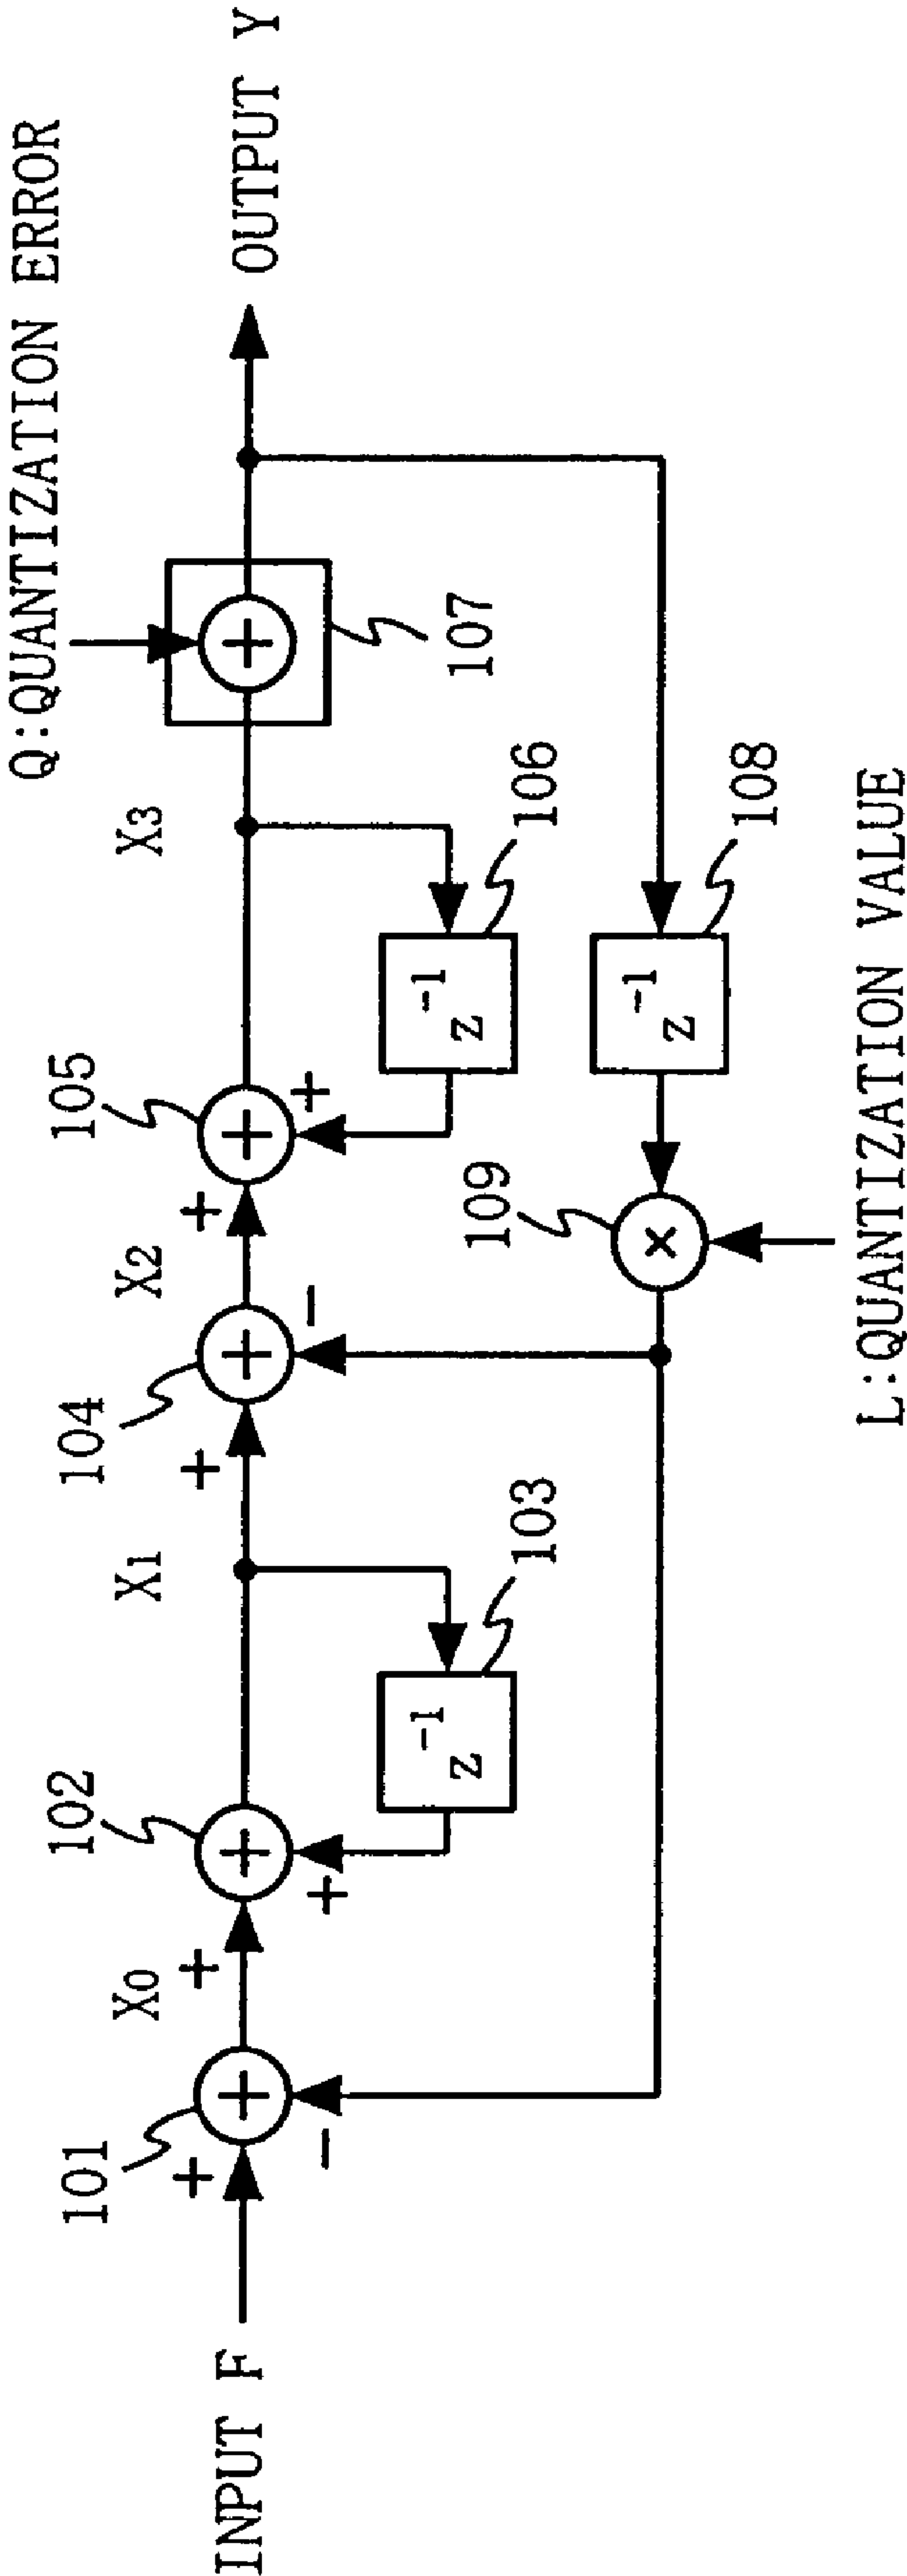 Q:QUANTIZATION ERROR
INPUT F
+
101
+
-
X0
+
102
+
+
z-1
103
X1
+
104
+
-
X2
+
105
+
+
z-1
106
X3
+
107
OUTPUT Y
z-1
108
109
×
L:QUANTIZATION VALUE